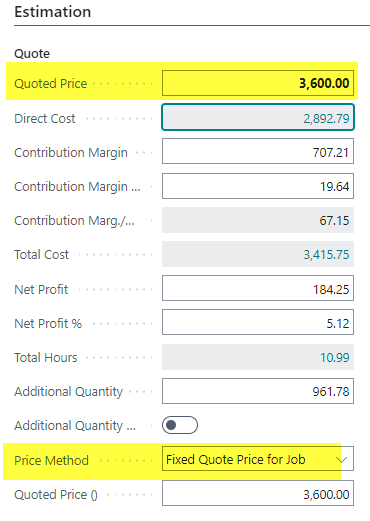 Estimation
Quote
Quoted Price 3,600.00
Direct Cost 2,892.79
Contribution Margin 707.21
Contribution Margin ... 19.64
Contribution Marg./... 67.15
Total Cost 3,415.75
Net Profit 184.25
Net Profit % 5.12
Total Hours 10.99
Additional Quantity 961.78
Additional Quantity ...
Price Method Fixed Quote Price for Job
Quoted Price () 3,600.00